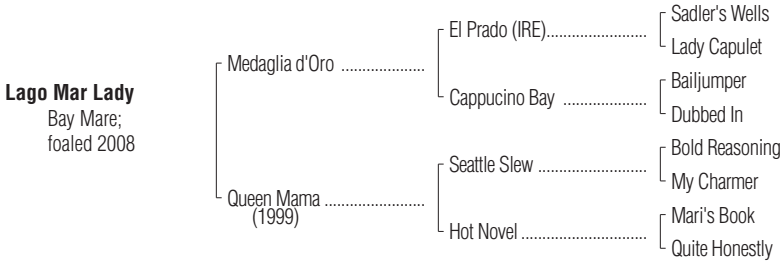 Lago Mar Lady
Bay Mare;
foaled 2008
Medaglia d'Oro ....................
Queen Mama ........................
(1999)
El Prado (IRE)........................
Cappucino Bay ....................
Seattle Slew ..........................
Hot Novel ..............................
Sadler's Wells
Lady Capulet
Bailjumper
Dubbed In
Bold Reasoning
My Charmer
Mari's Book
Quite Honestly